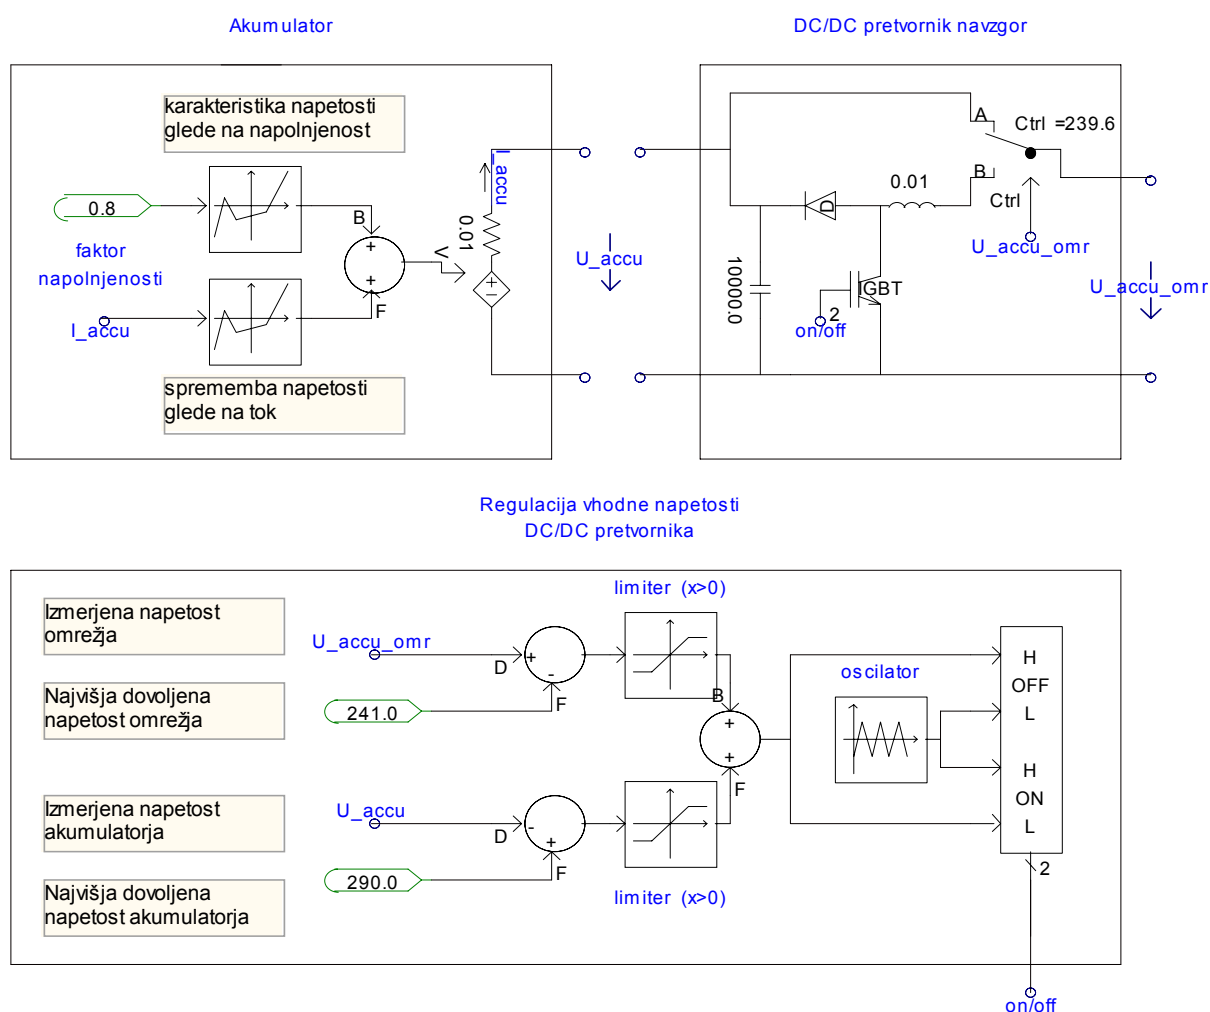 Akumulator
DC/DC pretvornik navzgor
karakteristika napetosti
glede na napolnjenost
0.8
faktor
napolnjenosti
I_accu
B
+
+
F
V
0.01
I_accu
+
-
sprememba napetosti
glede na tok
U_accu
A
Ctrl =239.6
B
0.01
Ctrl
D
U_accu_omr
10000.0
IGBT
2
on/off
U_accu_omr
Regulacija vhodne napetosti
DC/DC pretvornika
Izmerjena napetost
omrežja
U_accu_omr
D
+
-
F
Najvišja dovoljena
napetost omrežja
241.0
limiter (x>0)
B
+
+
F
oscilator
H
OFF
L
H
ON
L
2
Izmerjena napetost
akumulatorja
U_accu
D
-
+
F
Najvišja dovoljena
napetost akumulatorja
290.0
limiter (x>0)
on/off